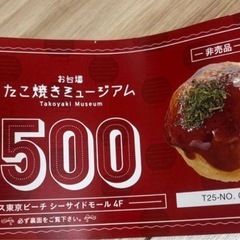 お台場
たこ焼きミュージアム
Takoyaki Museum
非売品
500
ス東京ビーチ シーサイドモール 4F
必ず裏面をご覧下さい。
T25-NO.